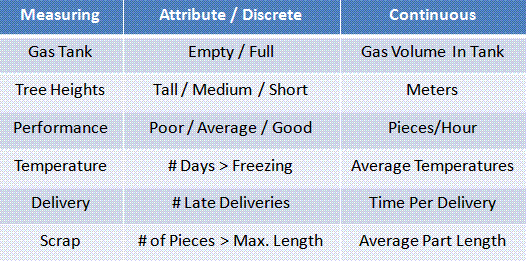 Measuring Attribute / Discrete Continuous
Gas Tank Empty / Full Gas Volume In Tank
Tree Heights Tall / Medium / Short Meters
Performance Poor / Average / Good Pieces/Hour
Temperature # Days > Freezing Average Temperatures
Delivery # Late Deliveries Time Per Delivery
Scrap # of Pieces > Max. Length Average Part Length